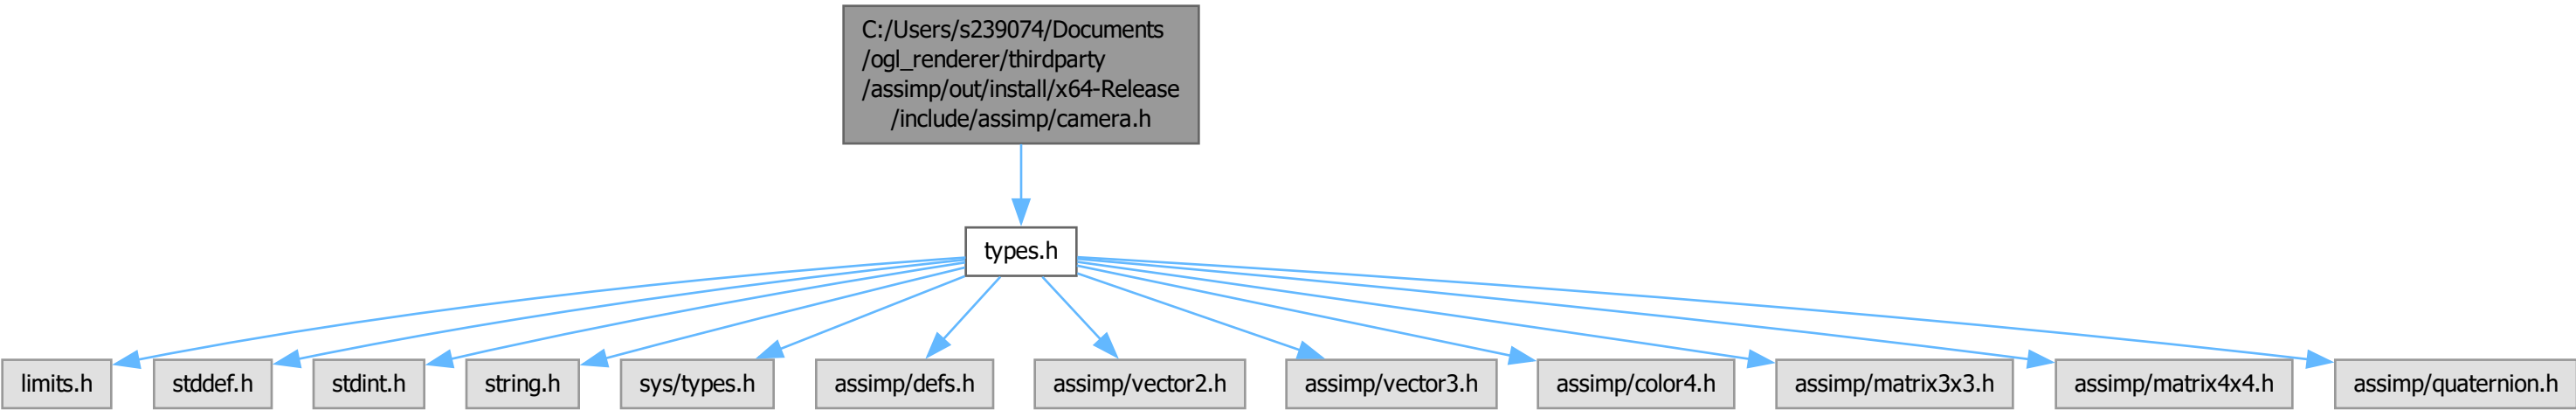 C:/Users/s239074/Documents
/ogl_renderer/thirdparty
/assimp/out/install/x64-Release
/include/assimp/camera.h
types.h
limits.h
stddef.h
stdint.h
string.h
sys/types.h
assimp/defs.h
assimp/vector2.h
assimp/vector3.h
assimp/color4.h
assimp/matrix3x3.h
assimp/matrix4x4.h
assimp/quaternion.h